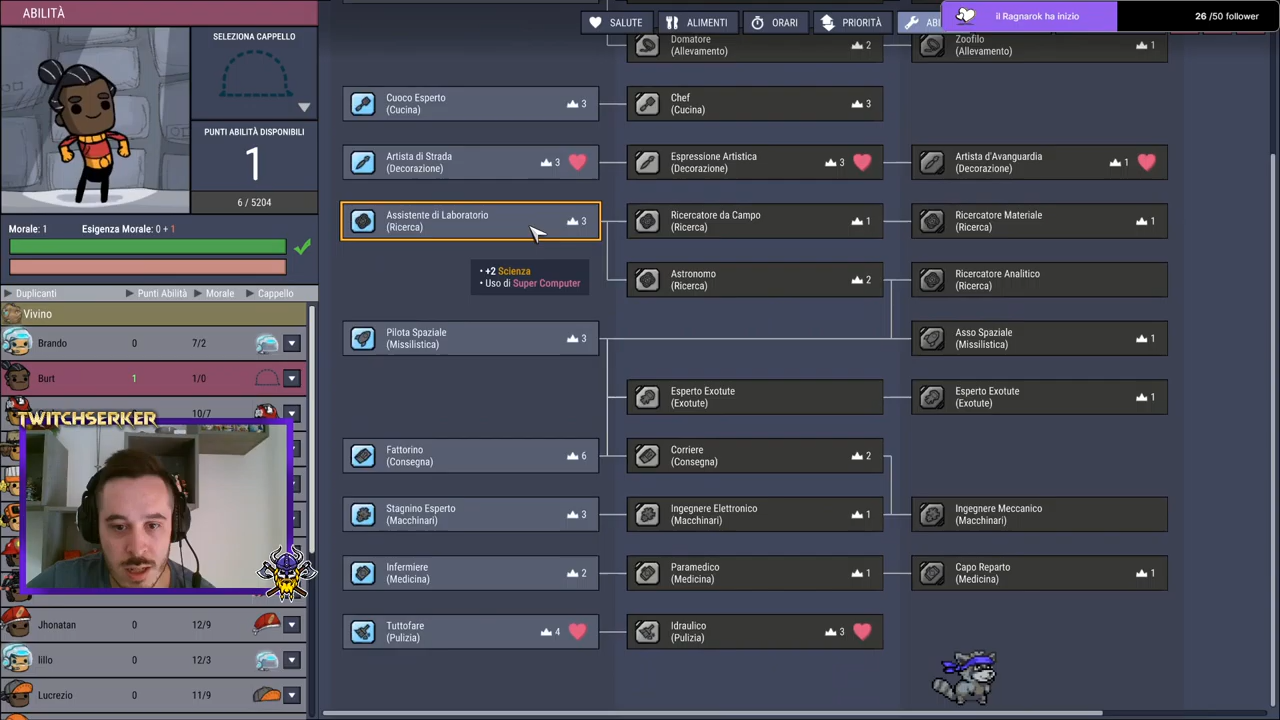 ABILITÀ
SELEZIONA CAPPELLO
PUNTI ABILITÀ DISPONIBILI
1
6 / 5204
Morale: 1
Esigenza Morale: 0 + 1
Duplicanti
Punti Abilità
Morale
Cappello
Vivino
Brando 0 7/2
Burt 1 1/0
10/7
TWITCHSERKER
Jhonatan 0 12/9
lillo 0 12/3
Lucrezio 0 11/9
SALUTE
ALIMENTI
ORARI
PRIORITÀ
il Ragnarok ha inizio
26 /50 follower
Domatore
(Allevamento)
2
Zoofilo
(Allevamento)
1
Cuoco Esperto
(Cucina)
3
Chef
(Cucina)
3
Artista di Strada
(Decorazione)
3
Espressione Artistica
(Decorazione)
3
Artista d'Avanguardia
(Decorazione)
1
Assistente di Laboratorio
(Ricerca)
3
Ricercatore da Campo
(Ricerca)
1
Ricercatore Materiale
(Ricerca)
1
• +2 Scienza
• Uso di Super Computer
Astronomo
(Ricerca)
2
Ricercatore Analitico
(Ricerca)
Pilota Spaziale
(Missilistica)
3
Asso Spaziale
(Missilistica)
1
Esperto Exotute
(Exotute)
Esperto Exotute
(Exotute)
1
Fattorino
(Consegna)
6
Corriere
(Consegna)
2
Stagnino Esperto
(Macchinari)
3
Ingegnere Elettronico
(Macchinari)
1
Ingegnere Meccanico
(Macchinari)
Infermiere
(Medicina)
2
Paramedico
(Medicina)
1
Capo Reparto
(Medicina)
1
Tuttofare
(Pulizia)
4
Idraulico
(Pulizia)
3